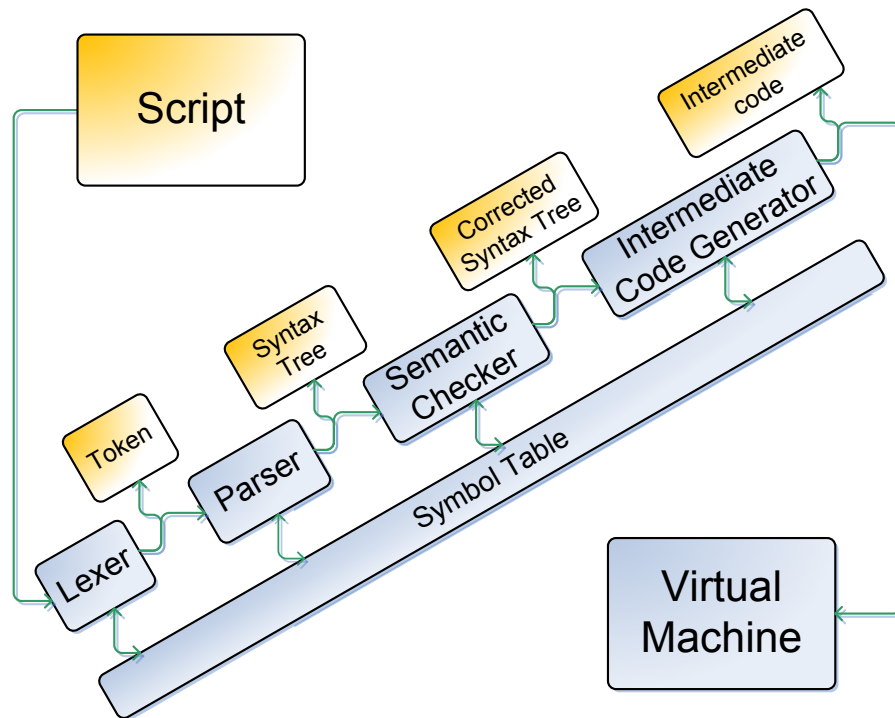 Script
Intermediate
code
Intermediate
Code Generator
Corrected
Syntax Tree
Semantic
Checker
Syntax
Tree
Parser
Token
Lexer
Symbol Table
Virtual
Machine